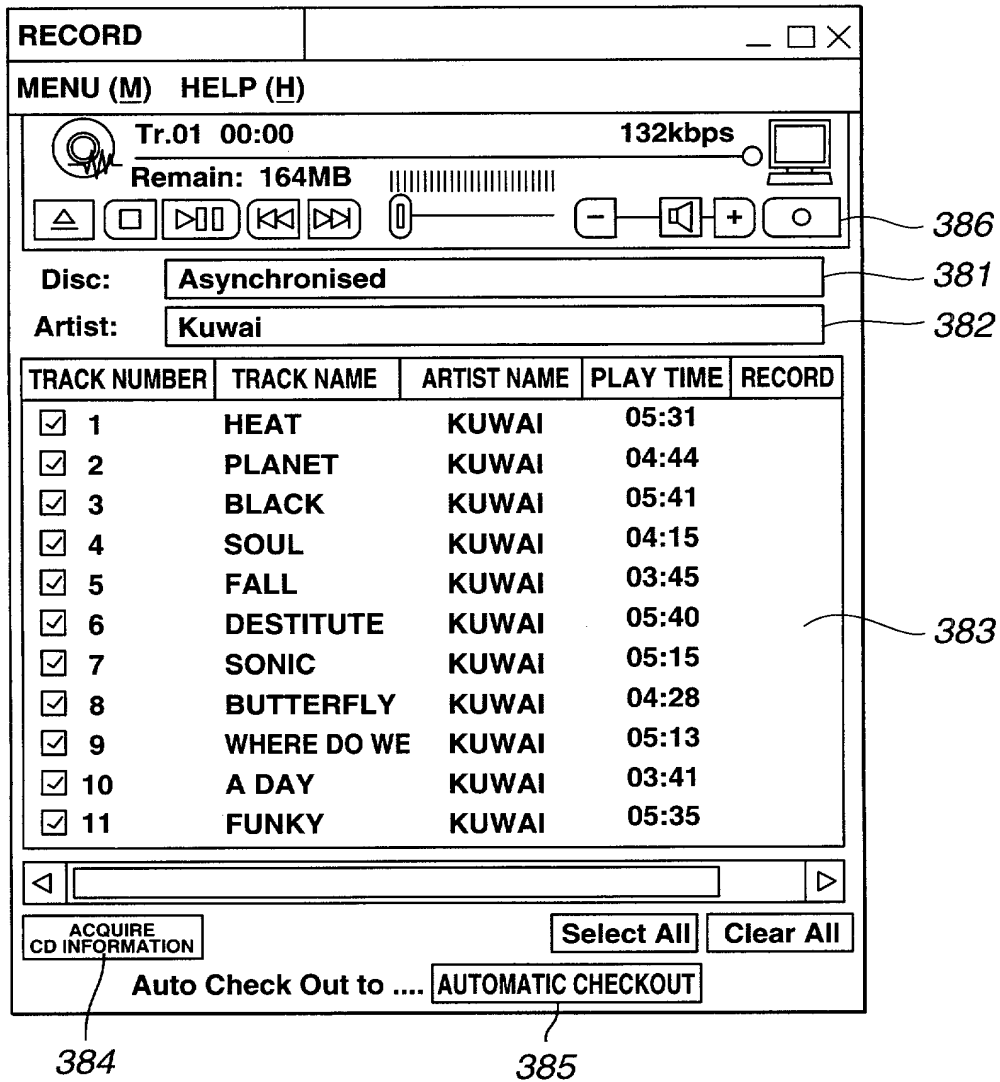 RECORD
MENU (M) HELP (H)
Tr.01 00:00 132kbps
Remain: 164MB
386
Disc: Asynchronised 381
Artist: Kuwai 382
TRACK NUMBER TRACK NAME ARTIST NAME PLAY TIME RECORD
1 HEAT KUWAI 05:31
2 PLANET KUWAI 04:44
3 BLACK KUWAI 05:41
4 SOUL KUWAI 04:15
5 FALL KUWAI 03:45
6 DESTITUTE KUWAI 05:40 383
7 SONIC KUWAI 05:15
8 BUTTERFLY KUWAI 04:28
9 WHERE DO WE KUWAI 05:13
10 A DAY KUWAI 03:41
11 FUNKY KUWAI 05:35
ACQUIRE
CD INFORMATION
Select All Clear All
Auto Check Out to .... AUTOMATIC CHECKOUT
384 385